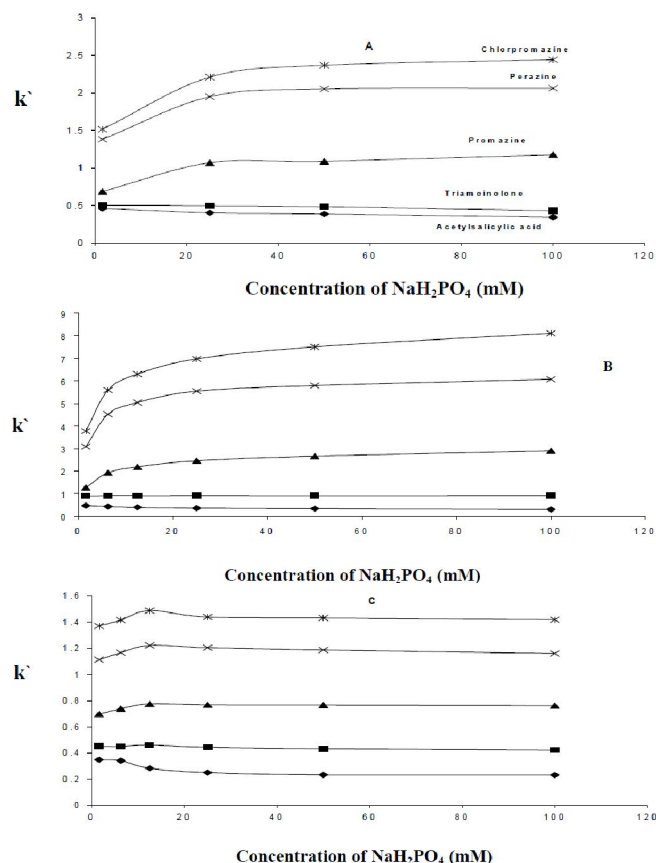 3
A
Chlorpromazine
2.5
Perazine
2
k`
1.5
Promazine
1
Triamoinolone
0.5
Acetylsalicylic acid
0
0 20 40 60 80 100 120
Concentration of NaH₂PO₄ (mM)
9
8
7
B
6
5
k`
4
3
2
1
0
0 20 40 60 80 100 120
Concentration of NaH₂PO₄ (mM)
1.6
C
1.4
1.2
k`
1
0.8
0.6
0.4
0.2
0
0 20 40 60 80 100 120
Concentration of NaH₂PO₄ (mM)